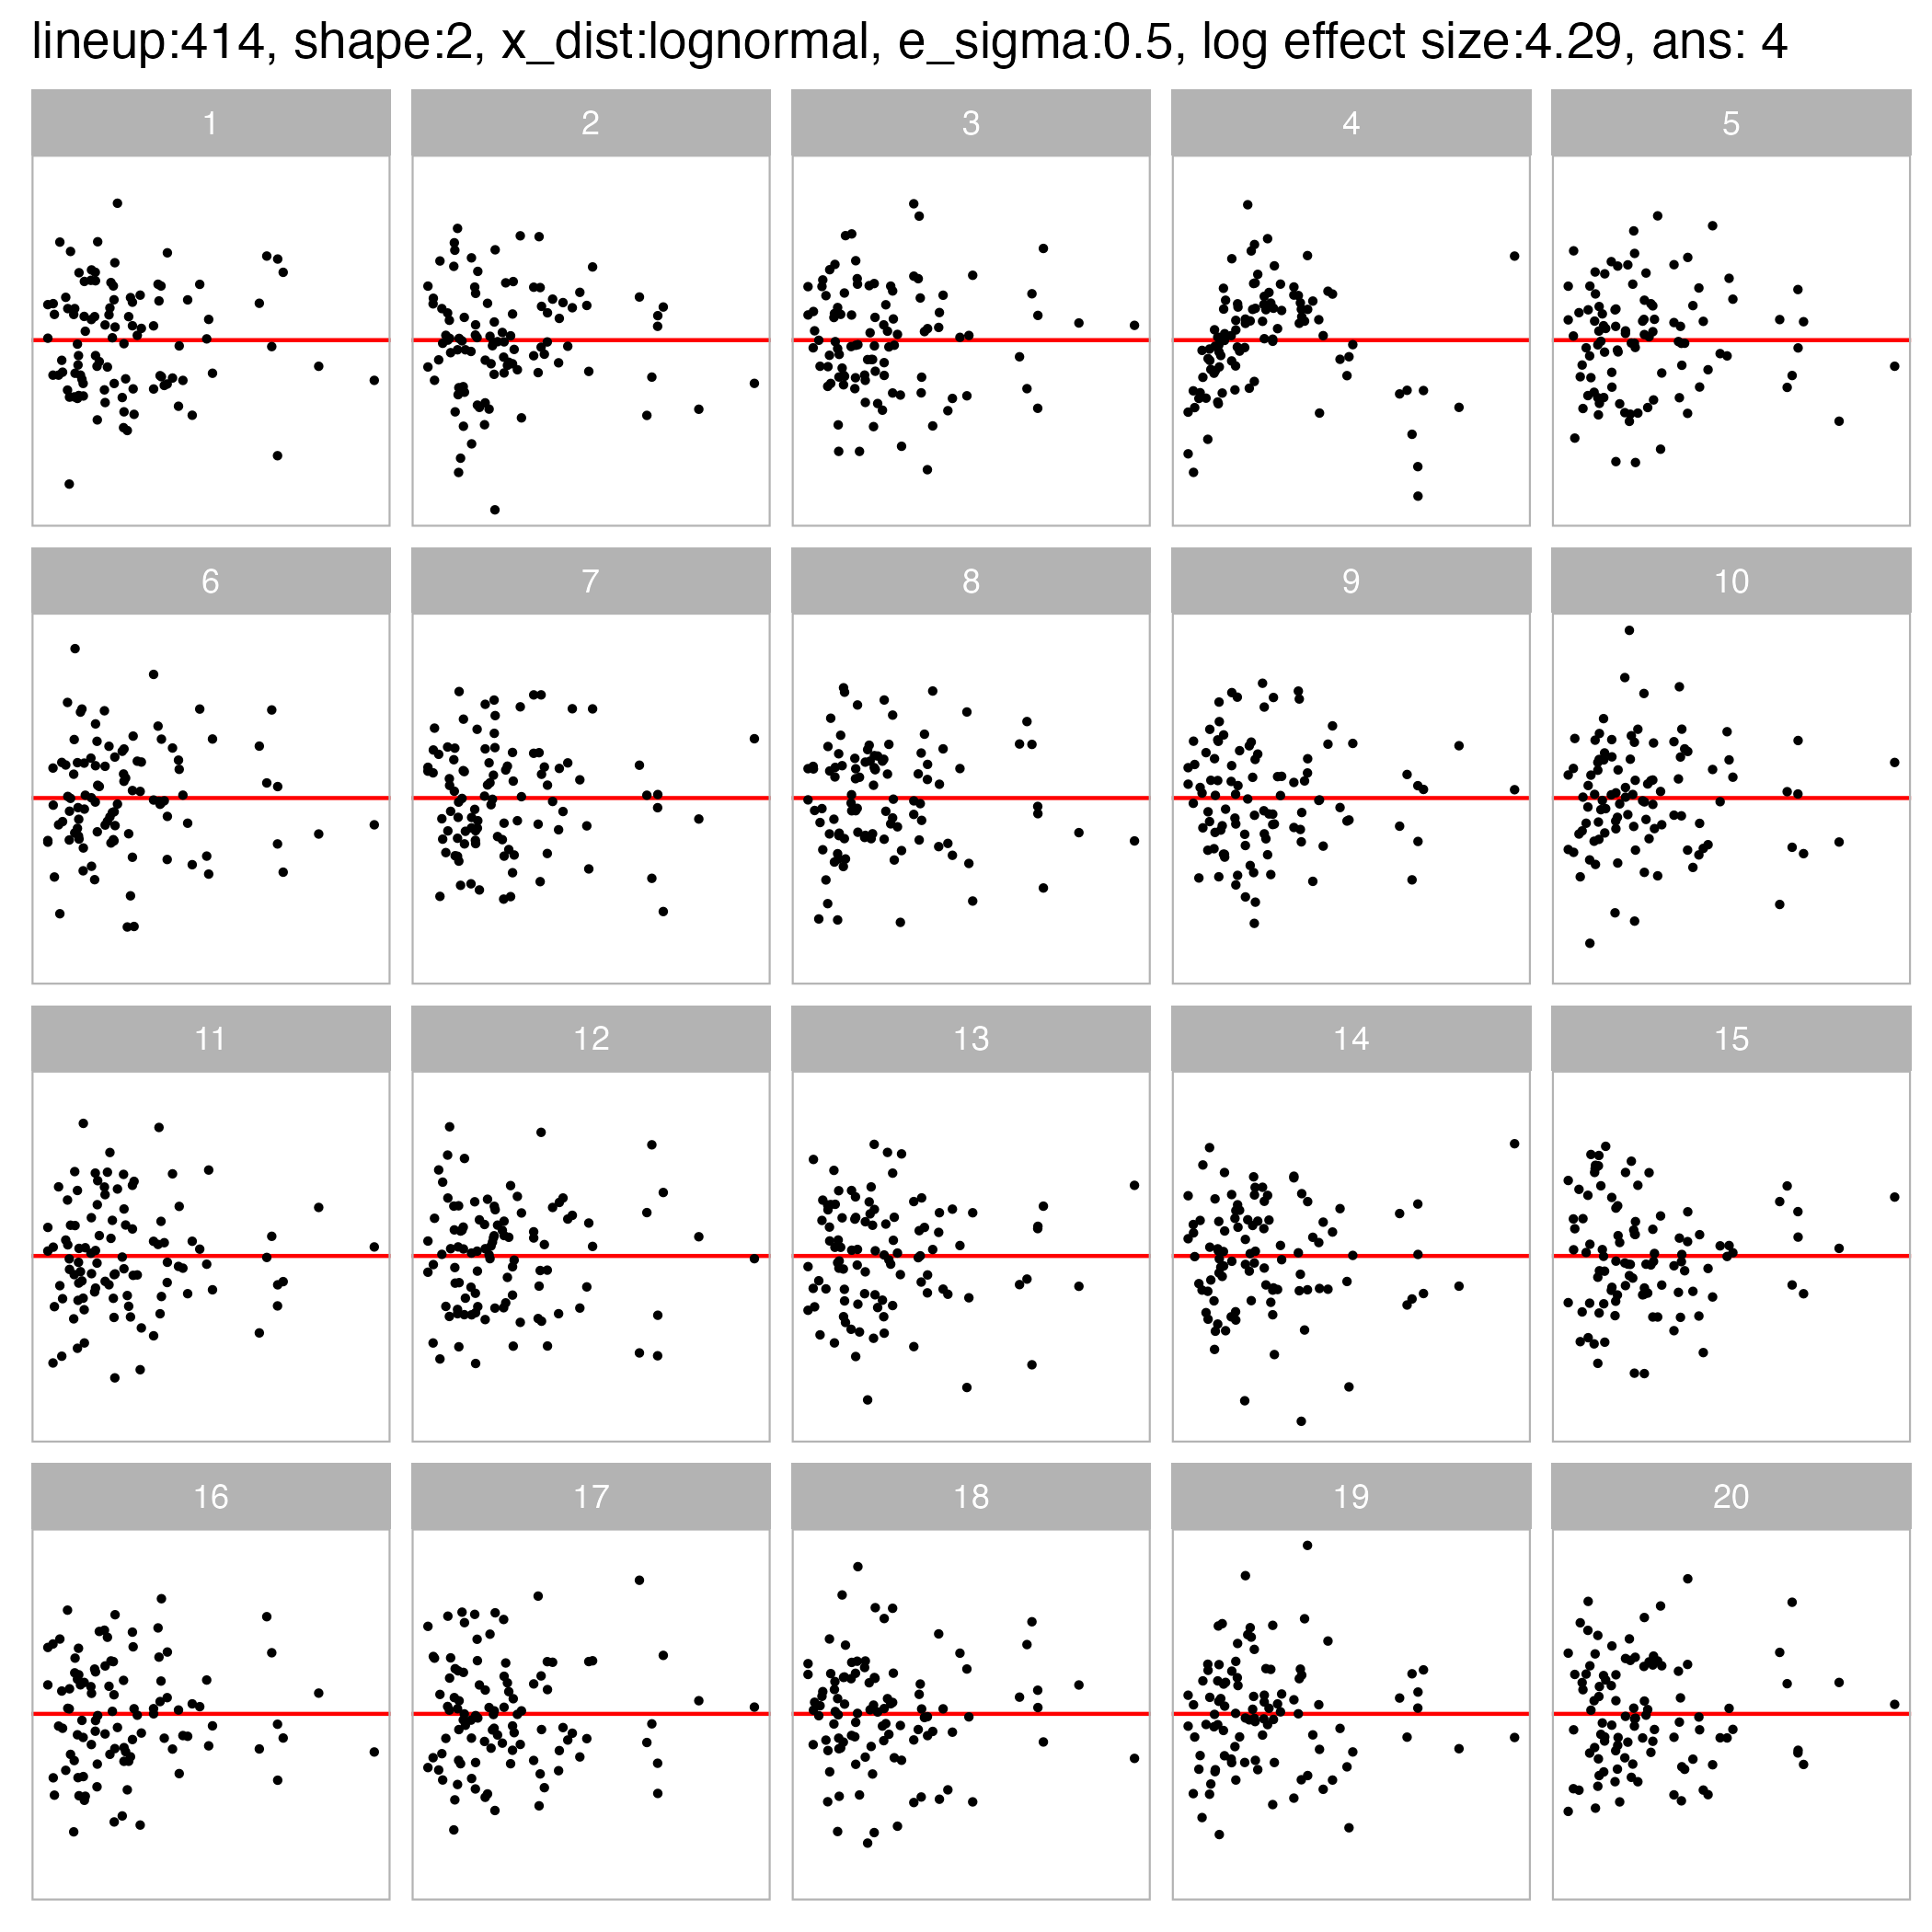 lineup:414, shape:2, x_dist:lognormal, e_sigma:0.5, log effect size:4.29, ans: 4
1 2 3 4 5
6 7 8 9 10
11 12 13 14 15
16 17 18 19 20